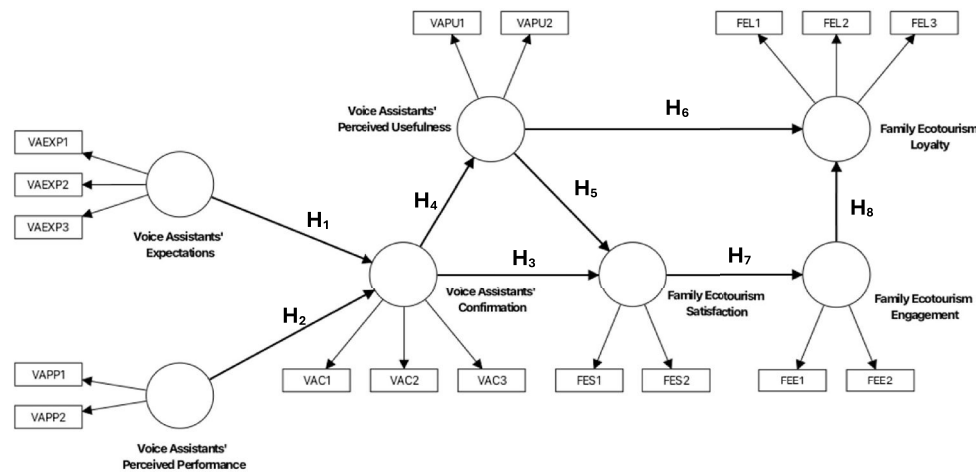 VAPU1
VAPU2
FEL1
FEL2
FEL3
Voice Assistants'
Perceived Usefulness
H6
Family Ecotourism
Loyalty
VAEXP1
VAEXP2
VAEXP3
Voice Assistants'
Expectations
H1
H4
H5
H8
H3
H7
H2
Voice Assistants'
Confirmation
Family Ecotourism
Satisfaction
Family Ecotourism
Engagement
VAPP1
VAPP2
VAC1
VAC2
VAC3
FES1
FES2
FEE1
FEE2
Voice Assistants'
Perceived Performance